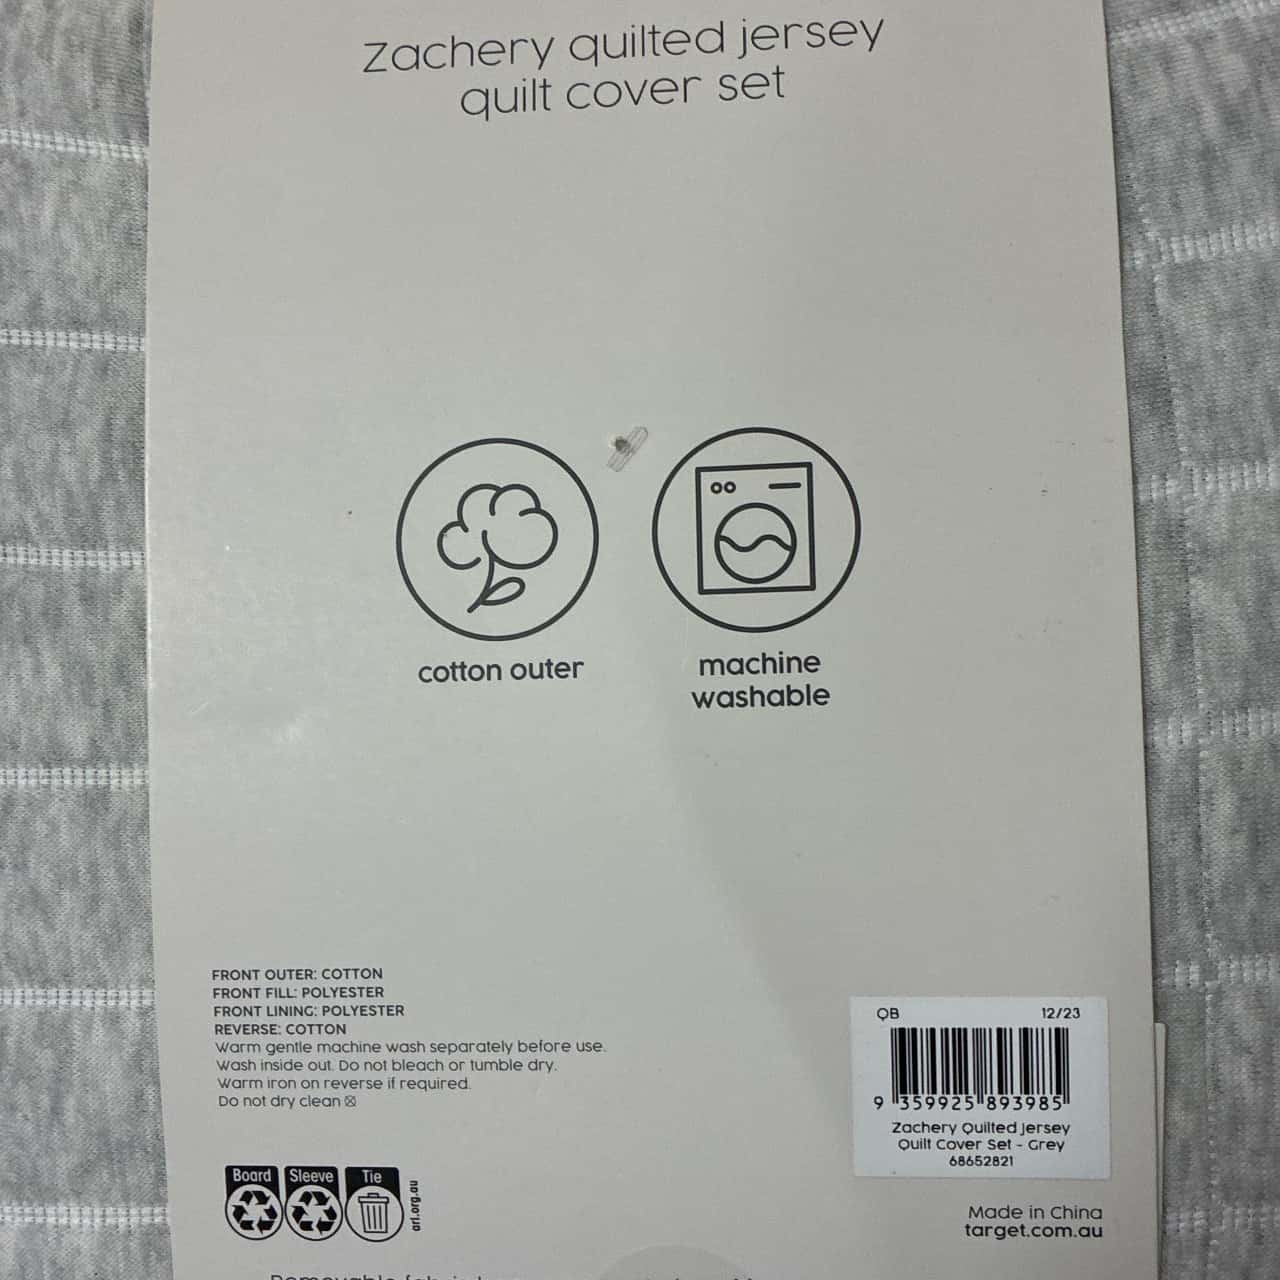 zachery quilted jersey
quilt cover set
cotton outer
machine
washable
FRONT OUTER: COTTON
FRONT FILL: POLYESTER
FRONT LINING: POLYESTER
REVERSE: COTTON
Warm gentle machine wash separately before use.
Wash inside out. Do not bleach or tumble dry.
Warm iron on reverse if required.
Do not dry clean
QB 12/23
9 359925 893985
Zachery Quilted Jersey
Quilt Cover Set - Grey
68652821
Board Sleeve Tie
arl.org.au
Made in China
target.com.au